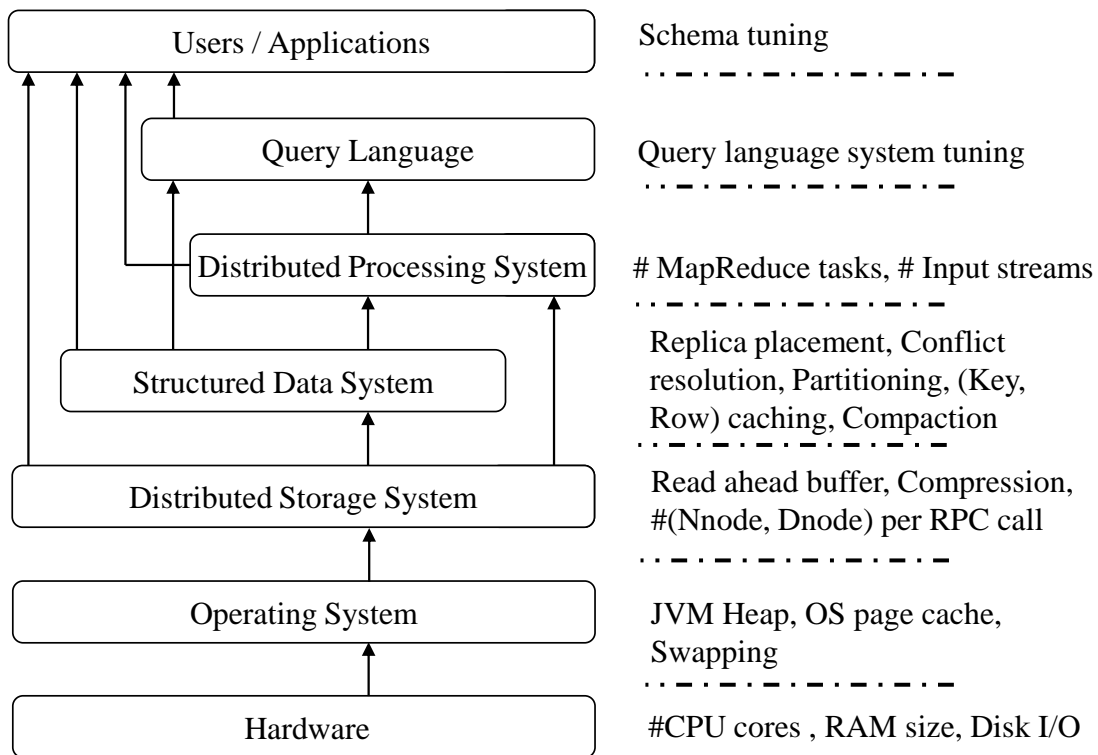 Users / Applications
Schema tuning
Query Language
Query language system tuning
Distributed Processing System
# MapReduce tasks, # Input streams
Structured Data System
Replica placement, Conflict
resolution, Partitioning, (Key,
Row) caching, Compaction
Distributed Storage System
Read ahead buffer, Compression,
#(Nnode, Dnode) per RPC call
Operating System
JVM Heap, OS page cache,
Swapping
Hardware
#CPU cores , RAM size, Disk I/O